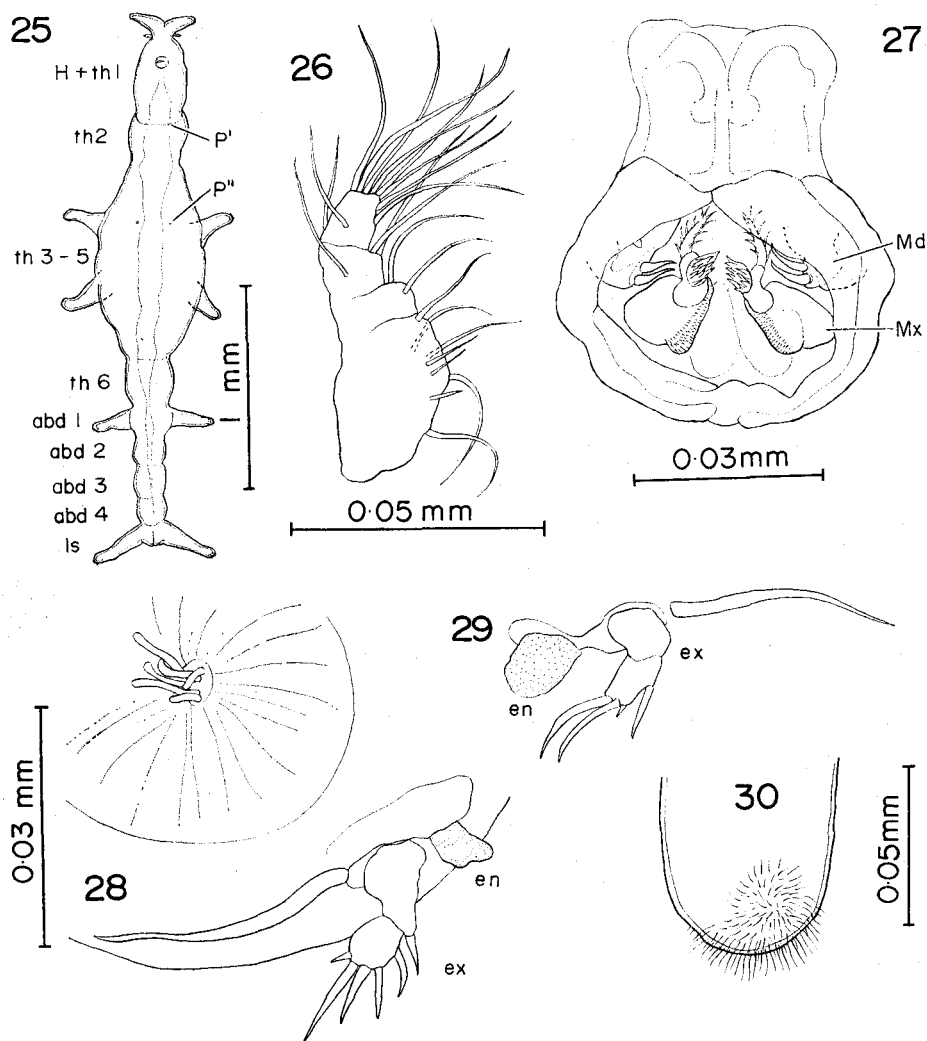 25
H + th 1
th2
P'
P"
th 3 - 5
th 6
abd 1
abd 2
abd 3
abd 4
ls
mm
26
0·05 mm
27
Md
Mx
0·03mm
28
0·03 mm
en
ex
29
en
ex
30
0·05mm